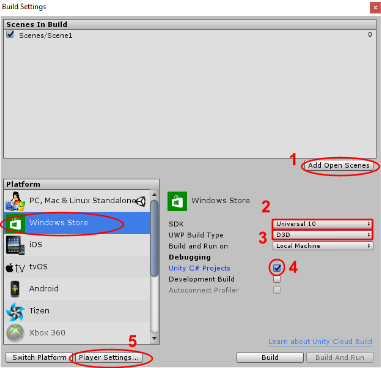 Build Settings
Scenes In Build
Scenes/Scene1 0
1
Add Open Scenes
Platform
PC, Mac & Linux Standalone
Windows Store
iOS
tvOS
Android
Tizen
Xbox 360
Windows Store
2
SDK Universal 10
UWP Build Type 3 D3D
Build and Run on Local Machine
Debugging
Unity C# Projects 4
Development Build
Autoconnect Profiler
5
Learn about Unity Cloud Build
Switch Platform Player Settings... Build Build And Run